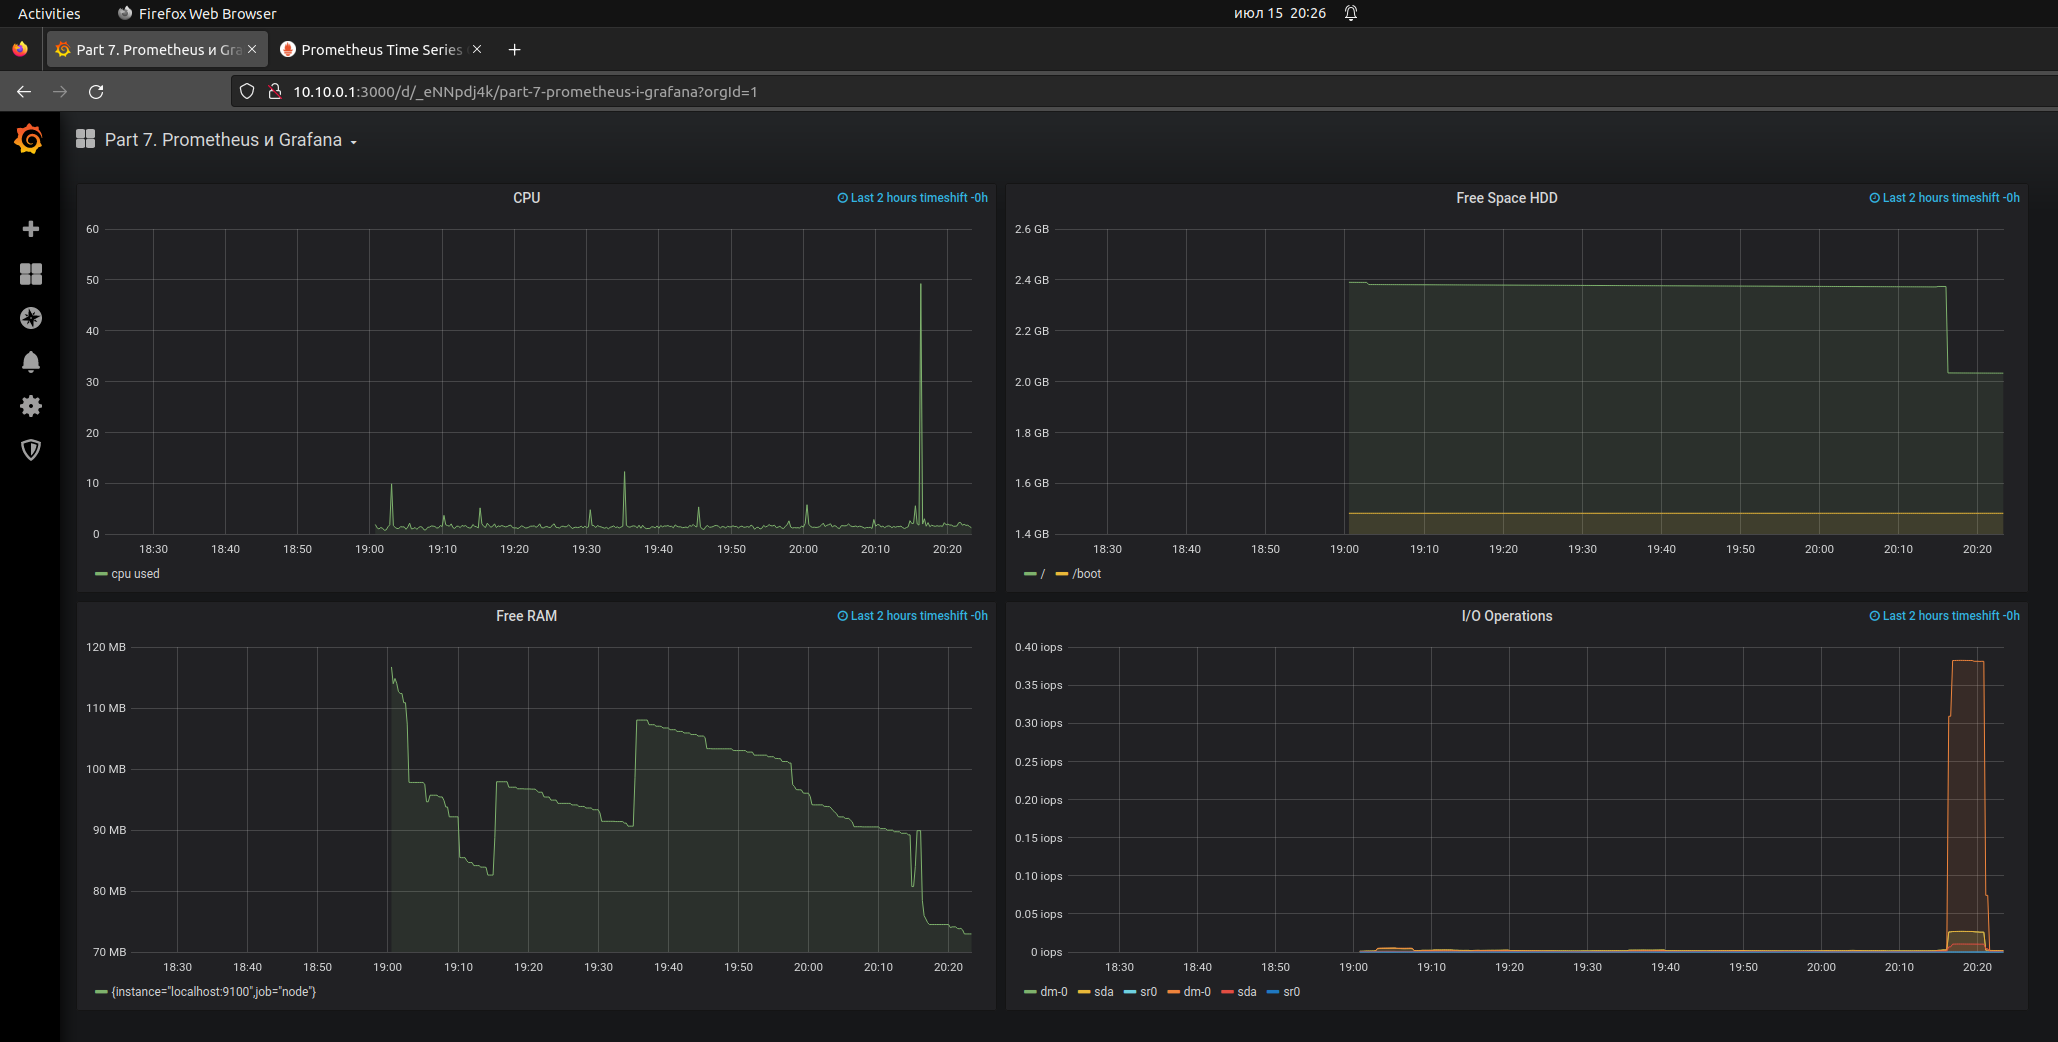 Activities Firefox Web Browser июл 15 20:26
Part 7. Prometheus и Gra Prometheus Time Series
10.10.0.1:3000/d/_eNNpdj4k/part-7-prometheus-i-grafana?orgId=1
Part 7. Prometheus и Grafana
CPU Last 2 hours timeshift -0h
60
50
40
30
20
10
0
18:30 18:40 18:50 19:00 19:10 19:20 19:30 19:40 19:50 20:00 20:10 20:20
cpu used
Free Space HDD Last 2 hours timeshift -0h
2.6 GB
2.4 GB
2.2 GB
2.0 GB
1.8 GB
1.6 GB
1.4 GB
18:30 18:40 18:50 19:00 19:10 19:20 19:30 19:40 19:50 20:00 20:10 20:20
/ /boot
Free RAM Last 2 hours timeshift -0h
120 MB
110 MB
100 MB
90 MB
80 MB
70 MB
18:30 18:40 18:50 19:00 19:10 19:20 19:30 19:40 19:50 20:00 20:10 20:20
{instance="localhost:9100",job="node"}
I/O Operations Last 2 hours timeshift -0h
0.40 iops
0.35 iops
0.30 iops
0.25 iops
0.20 iops
0.15 iops
0.10 iops
0.05 iops
0 iops
18:30 18:40 18:50 19:00 19:10 19:20 19:30 19:40 19:50 20:00 20:10 20:20
dm-0 sda sr0 dm-0 sda sr0